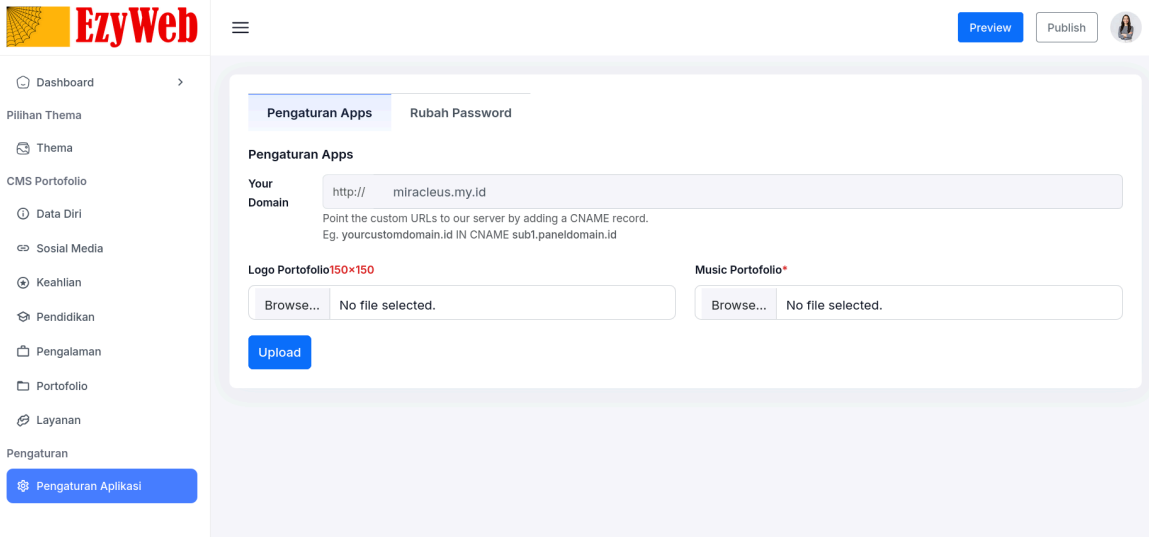 EzyWeb
Preview
Publish
Dashboard
Pilihan Thema
Thema
CMS Portofolio
Data Diri
Sosial Media
Keahlian
Pendidikan
Pengalaman
Portofolio
Layanan
Pengaturan
Pengaturan Aplikasi
Pengaturan Apps
Rubah Password
Pengaturan Apps
Your
Domain
http://
miracleus.my.id
Point the custom URLs to our server by adding a CNAME record.
Eg. yourcustomdomain.id IN CNAME sub1.paneldomain.id
Logo Portofolio150x150
Browse... No file selected.
Music Portofolio*
Browse... No file selected.
Upload